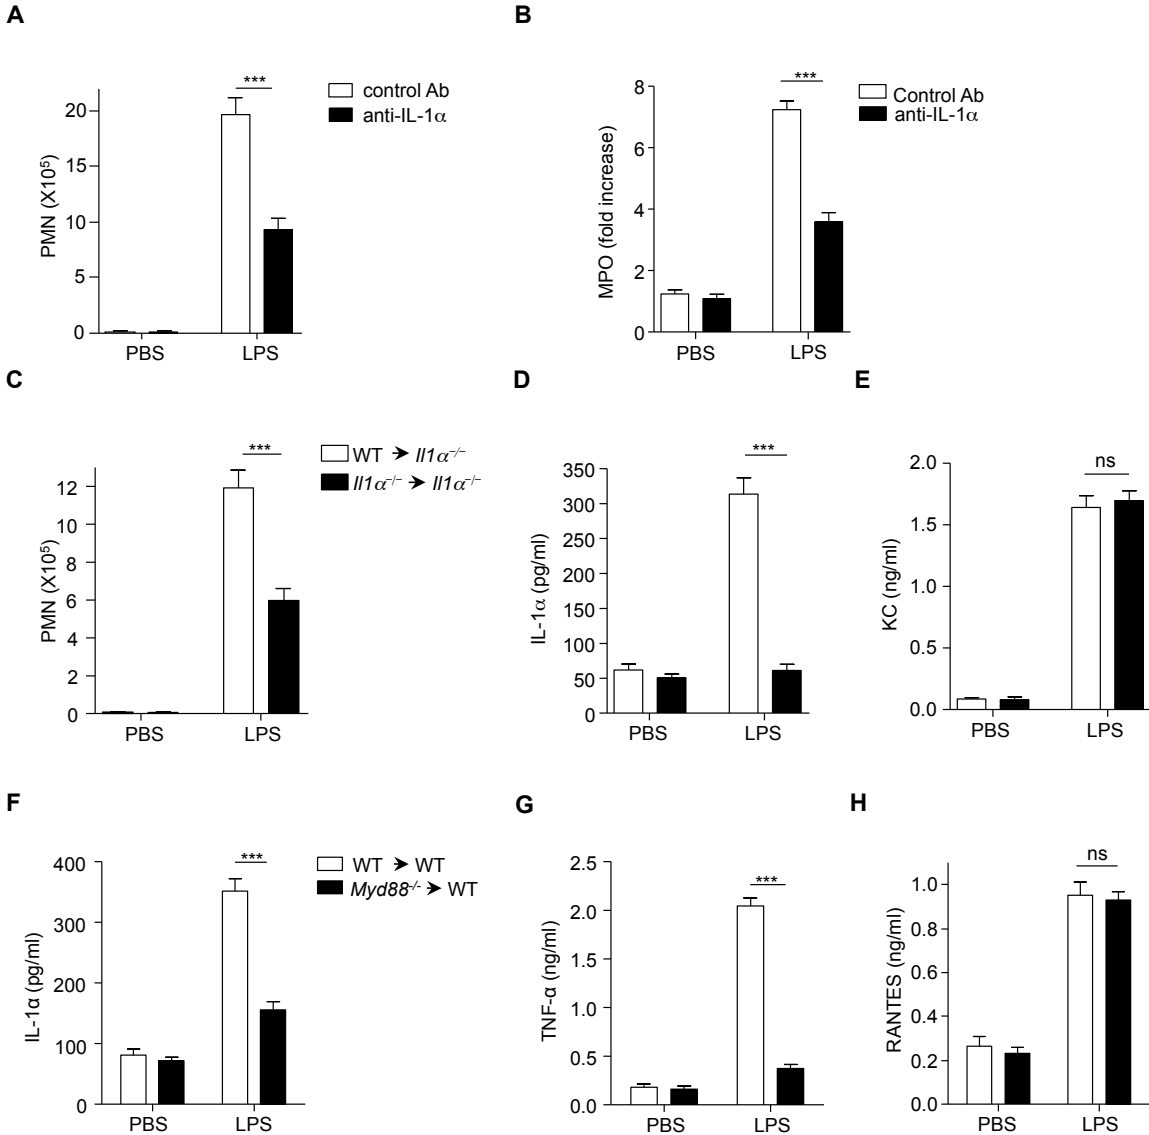 A
PMN (X10⁵)
20
15
10
5
0
***
PBS
LPS
control Ab
anti-IL-1α
B
MPO (fold increase)
8
6
4
2
0
***
PBS
LPS
Control Ab
anti-IL-1α
C
PMN (X10⁵)
12
10
8
6
4
2
0
***
PBS
LPS
WT ➔ Il1α⁻/⁻
Il1α⁻/⁻ ➔ Il1α⁻/⁻
D
IL-1α (pg/ml)
350
300
250
200
150
100
50
0
***
PBS
LPS
E
KC (ng/ml)
2.0
1.5
1.0
0.5
0.0
ns
PBS
LPS
F
IL-1α (pg/ml)
400
300
200
100
0
***
PBS
LPS
WT ➔ WT
Myd88⁻/⁻ ➔ WT
G
TNF-α (ng/ml)
2.5
2.0
1.5
1.0
0.5
0.0
***
PBS
LPS
H
RANTES (ng/ml)
1.0
0.8
0.6
0.4
0.2
0.0
ns
PBS
LPS